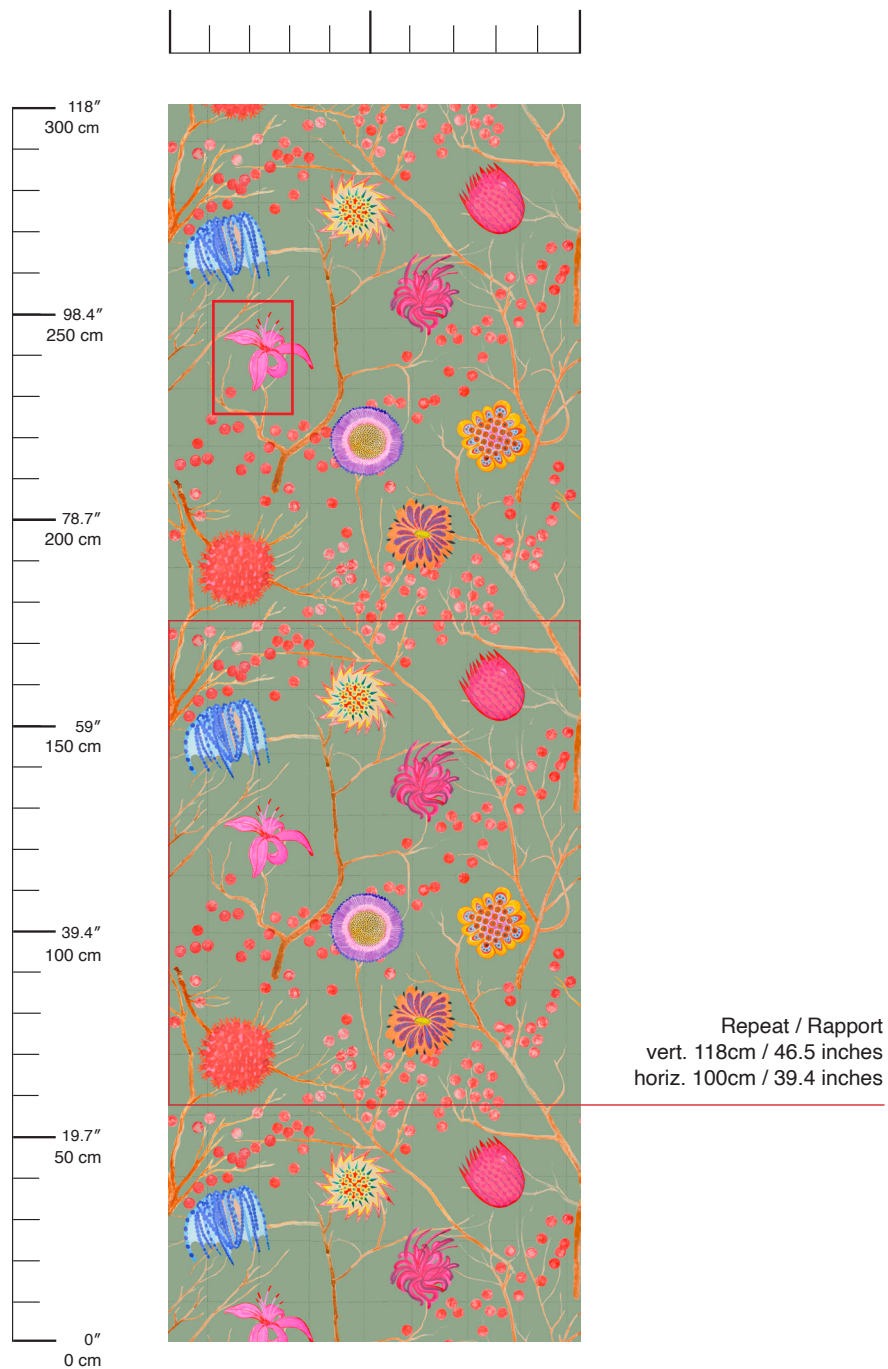 118″
300 cm
98.4″
250 cm
78.7″
200 cm
59″
150 cm
39.4″
100 cm
Repeat / Rapport
vert. 118cm / 46.5 inches
horiz. 100cm / 39.4 inches
19.7″
50 cm
0″
0 cm